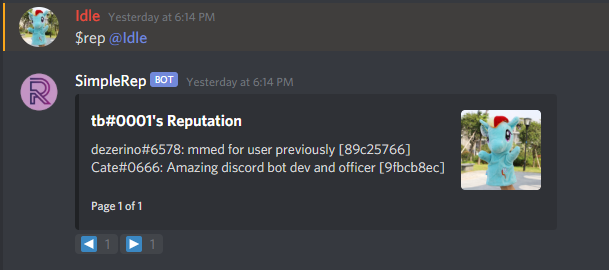 Idle Yesterday at 6:14 PM
$rep @Idle
SimpleRep BOT Yesterday at 6:14 PM
tb#0001's Reputation
dezerino#6578: mmed for user previously [89c25766]
Cate#0666: Amazing discord bot dev and officer [9fbcb8ec]
Page 1 of 1
1 1